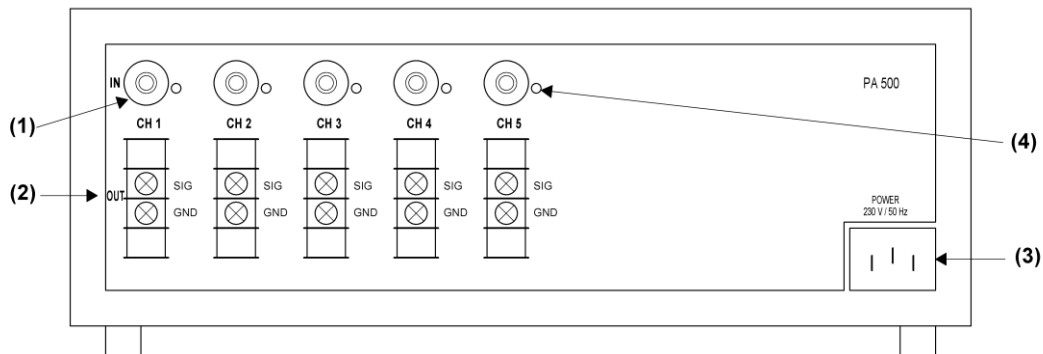 IN
PA 500
(1)
CH 1 CH 2 CH 3 CH 4 CH 5
(4)
SIG SIG SIG SIG SIG
(2)
OUT
GND GND GND GND GND
POWER
230 V / 50 Hz
(3)